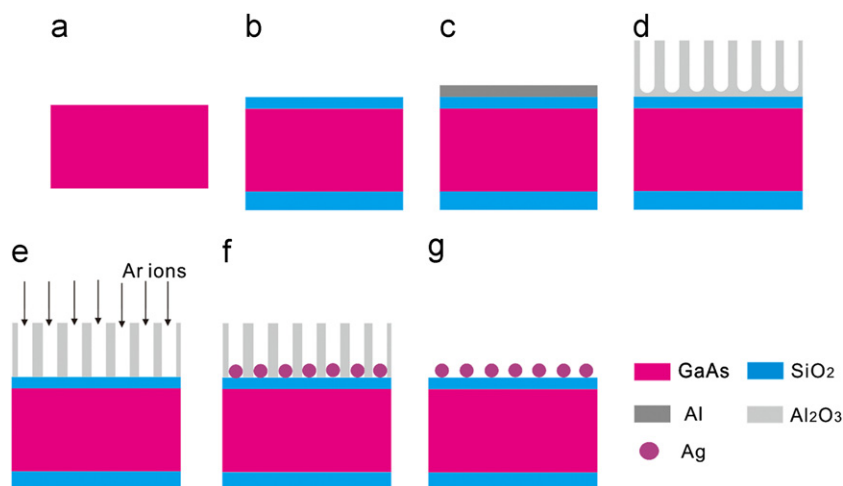 a b c d
e f g
Ar ions
GaAs SiO₂
Al Al₂O₃
Ag